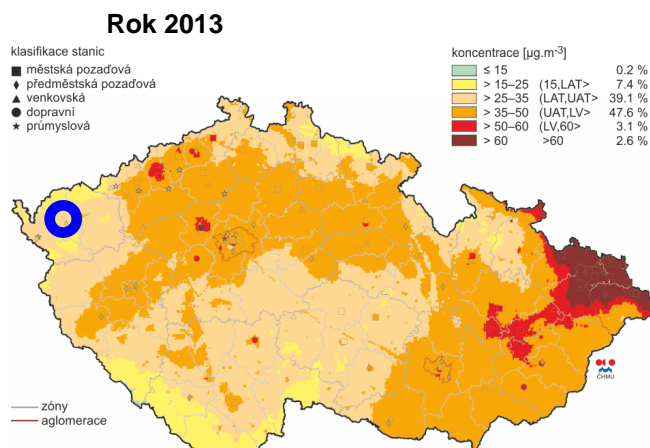 Rok 2013
klasifikace stanic
městská pozaďová
předměstská pozaďová
venkovská
dopravní
průmyslová
koncentrace [µg.m-3]
≤ 15 0.2 %
> 15–25 (15,LAT> 7.4 %
> 25–35 (LAT,UAT> 39.1 %
> 35–50 (UAT,LV> 47.6 %
> 50–60 (LV,60> 3.1 %
> 60 >60 2.6 %
ČHMÚ
zóny
aglomerace